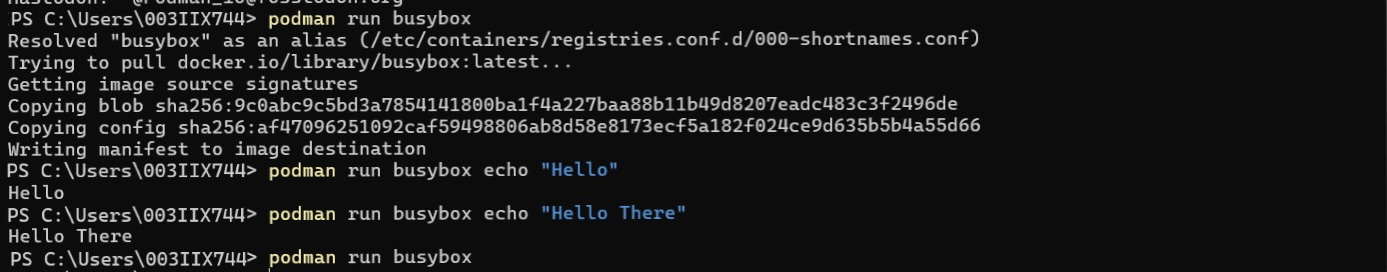 PS C:\Users\003IIX744> podman run busybox
Resolved "busybox" as an alias (/etc/containers/registries.conf.d/000-shortnames.conf)
Trying to pull docker.io/library/busybox:latest...
Getting image source signatures
Copying blob sha256:9c0abc9c5bd3a7854141800ba1f4a227baa88b11b49d8207eadc483c3f2496de
Copying config sha256:af47096251092caf59498806ab8d58e8173ecf5a182f024ce9d635b5b4a55d66
Writing manifest to image destination
PS C:\Users\003IIX744> podman run busybox echo "Hello"
Hello
PS C:\Users\003IIX744> podman run busybox echo "Hello There"
Hello There
PS C:\Users\003IIX744> podman run busybox